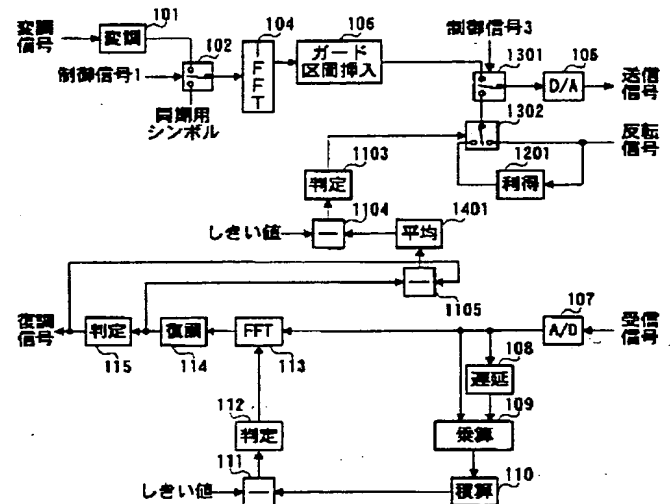 変調
信号
101
変調
102
制御信号1
同期用
シンボル
104
IFFT
106
ガード
区間挿入
制御信号3
1301
105
D/A
送信
信号
1302
反転
信号
1201
利得
1103
判定
1104
しきい値
1401
平均
1105
復調
信号
判定
115
復調
114
FFT
113
107
A/D
受信
信号
108
遅延
109
乗算
112
判定
111
しきい値
110
積算